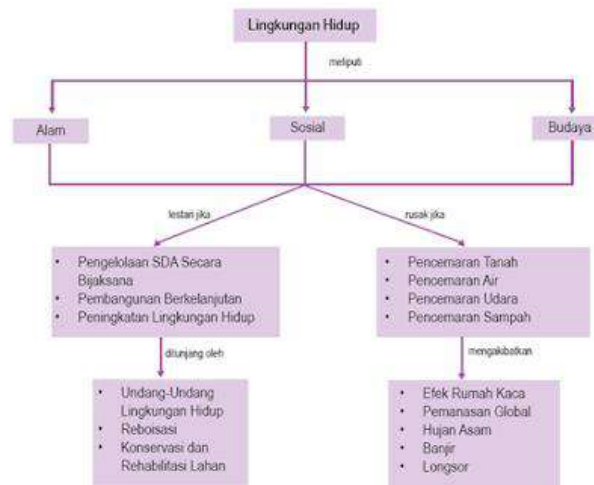 Lingkungan Hidup
meliputi
Alam
Sosial
Budaya
lestari jika
rusak jika
• Pengelolaan SDA Secara
Bijaksana
• Pembangunan Berkelanjutan
• Peningkatan Lingkungan Hidup
• Pencemaran Tanah
• Pencemaran Air
• Pencemaran Udara
• Pencemaran Sampah
ditunjang oleh
mengakibatkan
• Undang-Undang
Lingkungan Hidup
• Reboisasi
• Konservasi dan
Rehabilitasi Lahan
• Efek Rumah Kaca
• Pemanasan Global
• Hujan Asam
• Banjir
• Longsor